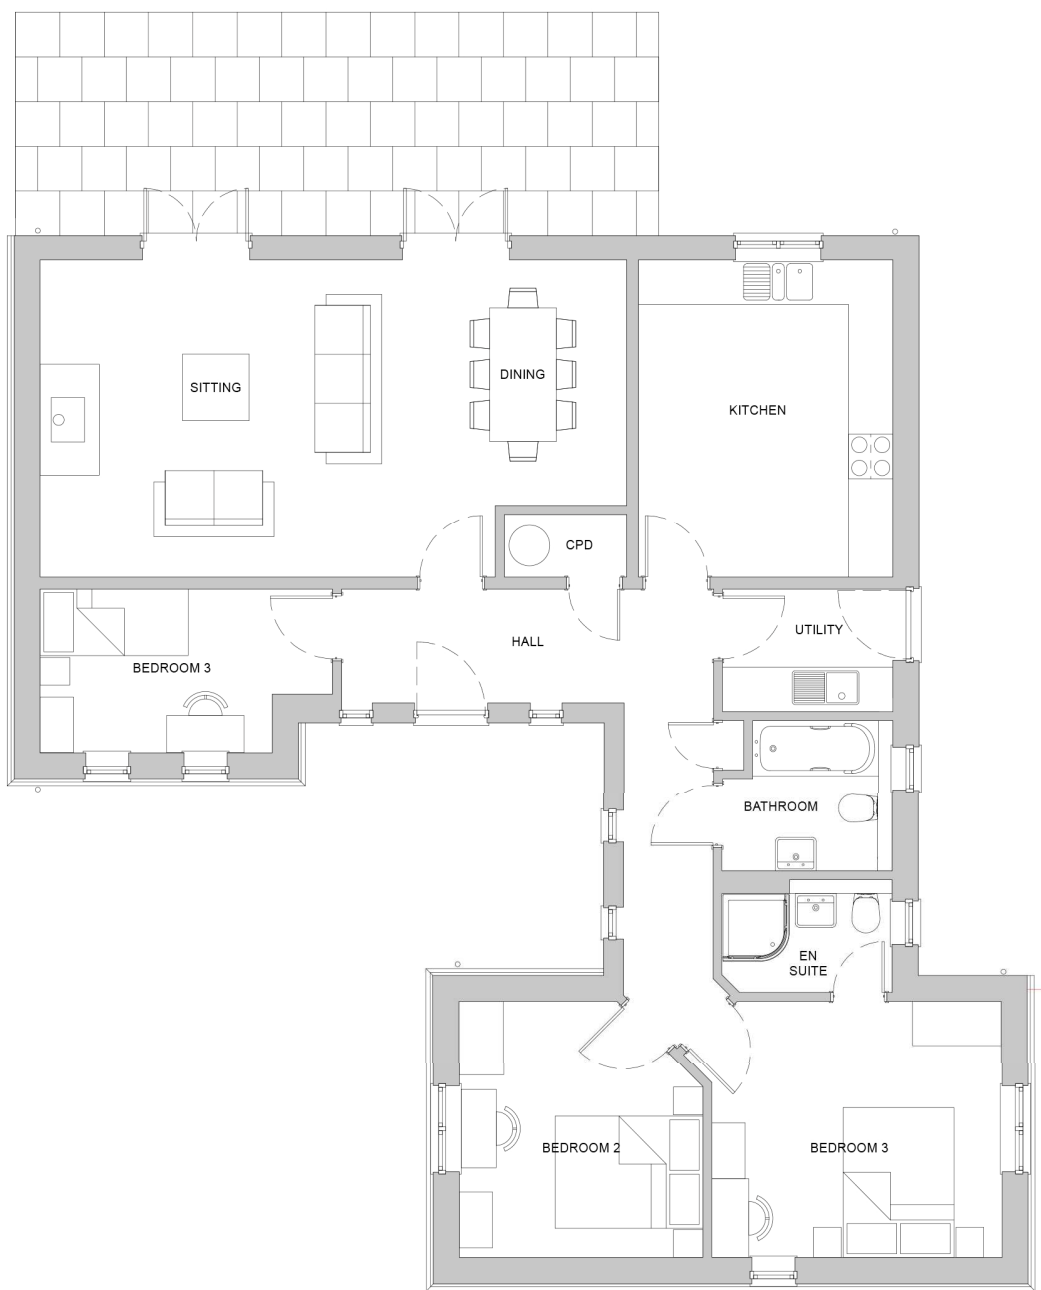 SITTING
DINING
KITCHEN
CPD
HALL
UTILITY
BEDROOM 3
BATHROOM
EN
SUITE
BEDROOM 2
BEDROOM 3